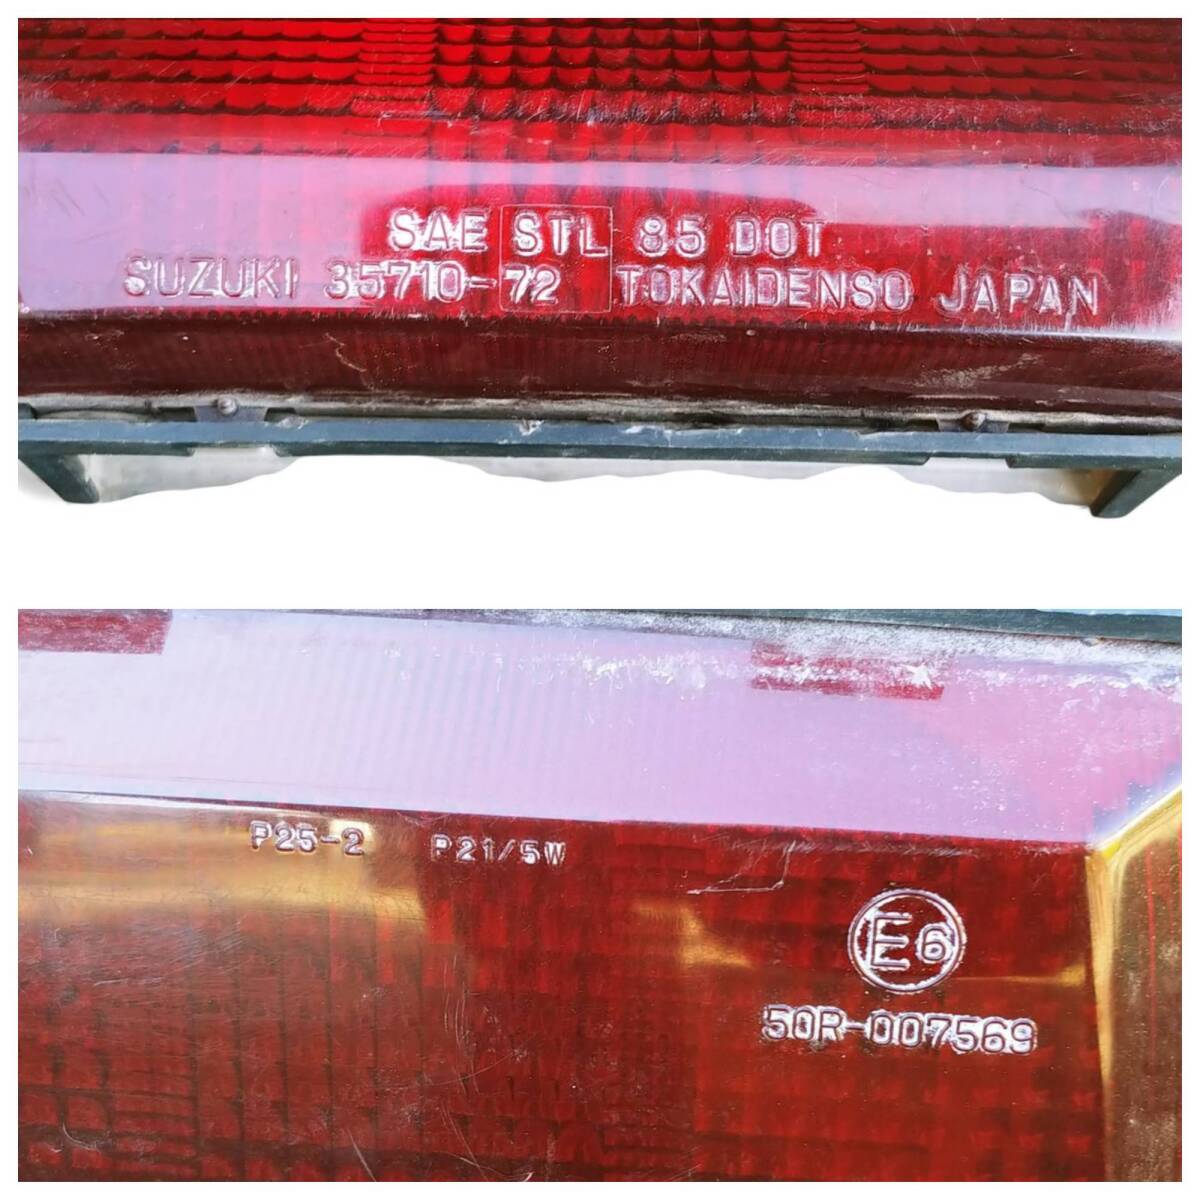 SAE STL 85 DOT
SUZUKI 35710-72 TOKAIDENSO JAPAN
P25-2 P21/5W
E6
50R-007569